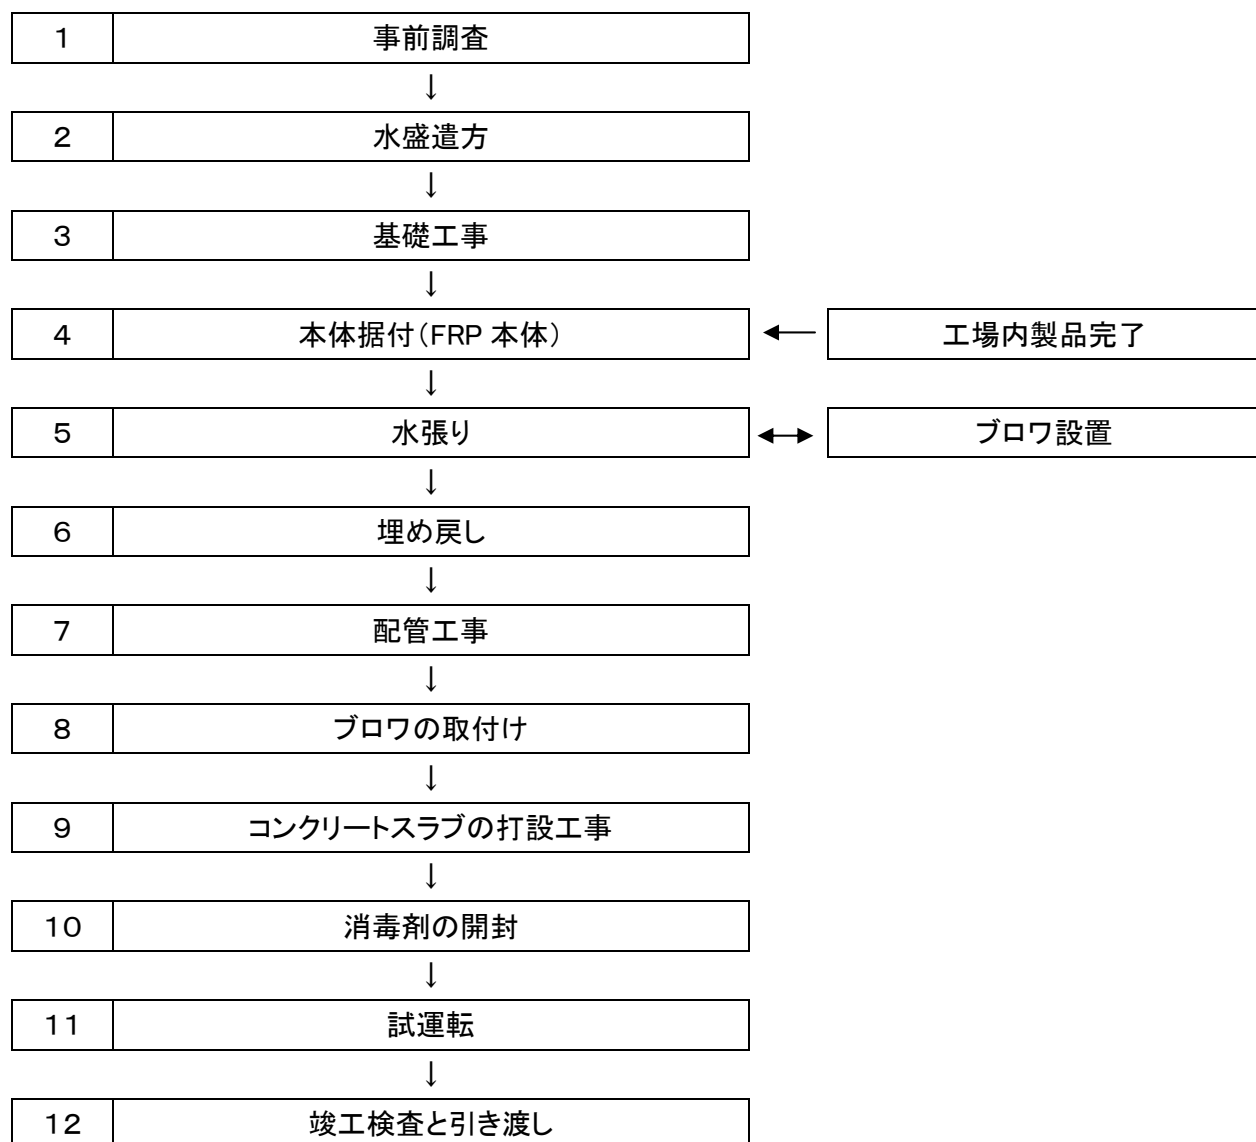 1 事前調査
↓
2 水盛遣方
↓
3 基礎工事
↓
4 本体据付(FRP 本体) ← 工場内製品完了
↓
5 水張り ↔ ブロワ設置
↓
6 埋め戻し
↓
7 配管工事
↓
8 ブロワの取付け
↓
9 コンクリートスラブの打設工事
↓
10 消毒剤の開封
↓
11 試運転
↓
12 竣工検査と引き渡し